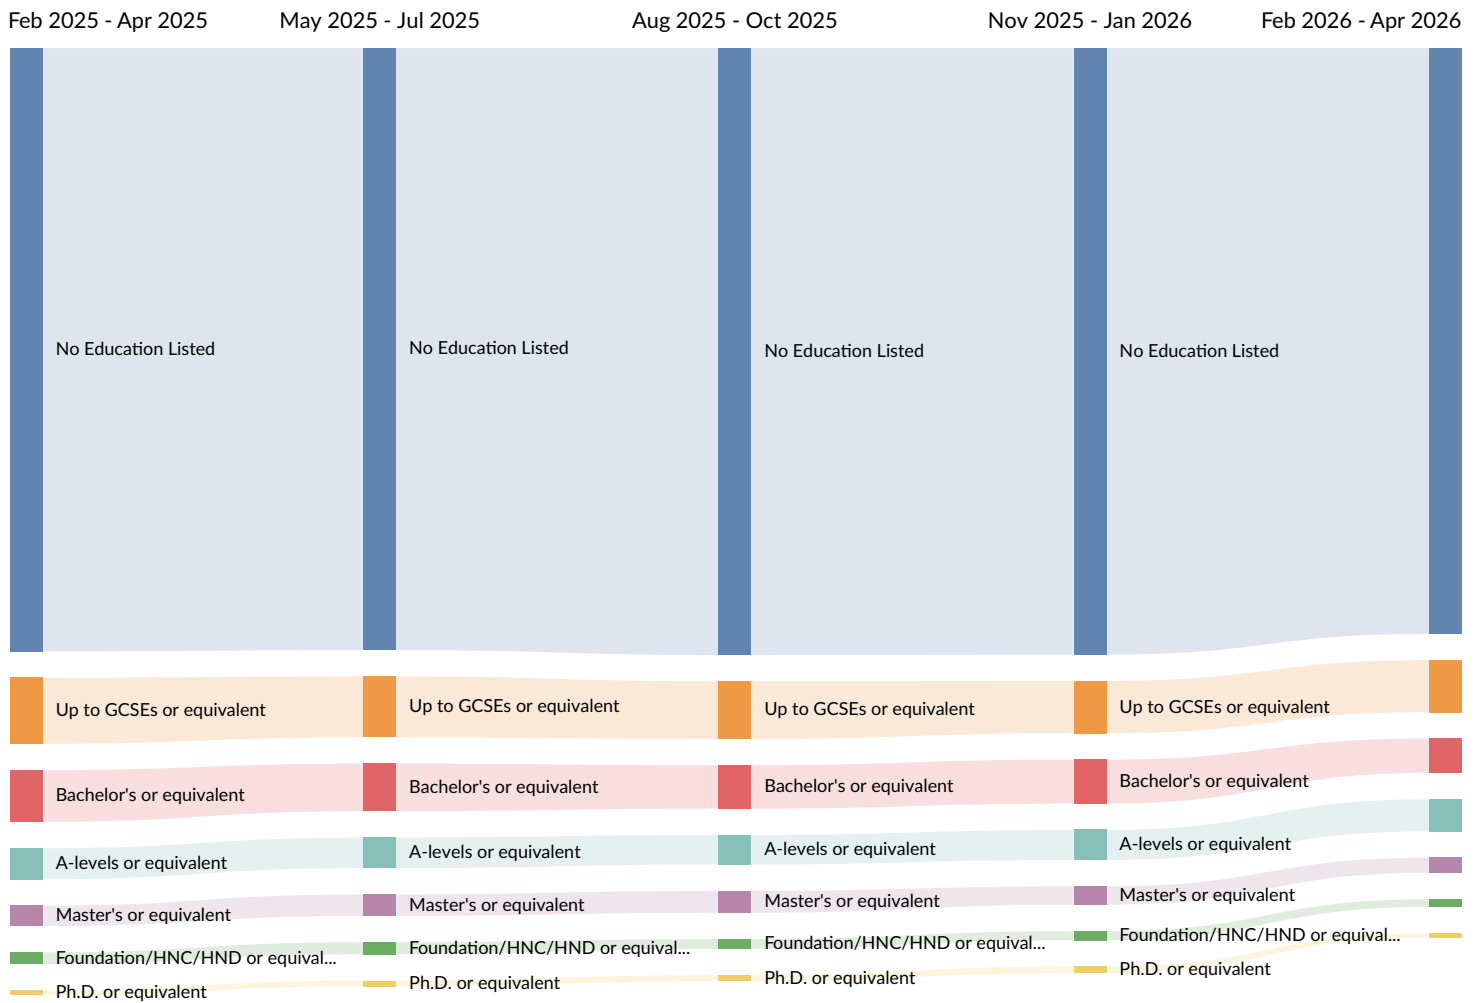 Feb 2025 - Apr 2025
May 2025 - Jul 2025
Aug 2025 - Oct 2025
Nov 2025 - Jan 2026
Feb 2026 - Apr 2026
No Education Listed
No Education Listed
No Education Listed
No Education Listed
Up to GCSEs or equivalent
Up to GCSEs or equivalent
Up to GCSEs or equivalent
Up to GCSEs or equivalent
Bachelor's or equivalent
Bachelor's or equivalent
Bachelor's or equivalent
Bachelor's or equivalent
A-levels or equivalent
A-levels or equivalent
A-levels or equivalent
A-levels or equivalent
Master's or equivalent
Master's or equivalent
Master's or equivalent
Master's or equivalent
Foundation/HNC/HND or equival...
Foundation/HNC/HND or equival...
Foundation/HNC/HND or equival...
Foundation/HNC/HND or equival...
Ph.D. or equivalent
Ph.D. or equivalent
Ph.D. or equivalent
Ph.D. or equivalent